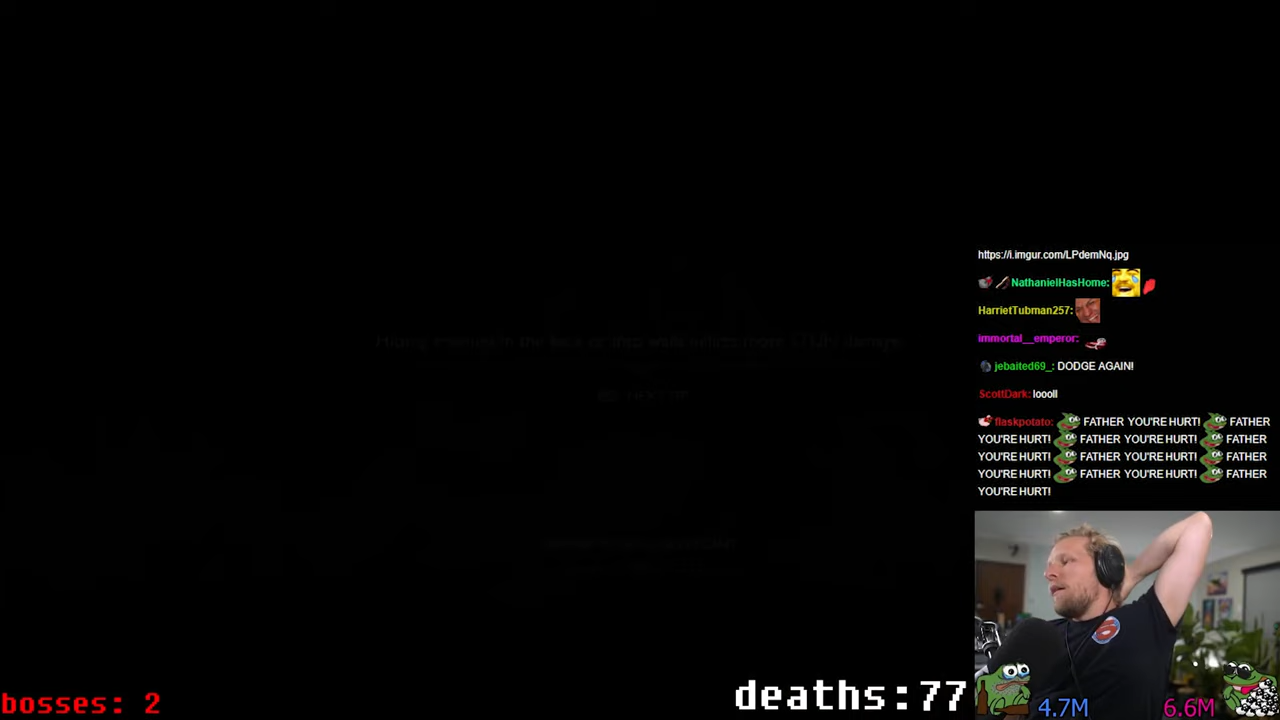 https://i.imgur.com/LPdemNq.jpg
NathanielHasHome:
HarrietTubman257:
immortal__emperor:
jebaited69_: DODGE AGAIN!
ScottDark: loooll
flaskpotato: FATHER YOU'RE HURT! FATHER
YOU'RE HURT! FATHER YOU'RE HURT! FATHER
YOU'RE HURT! FATHER YOU'RE HURT! FATHER
YOU'RE HURT! FATHER YOU'RE HURT! FATHER
YOU'RE HURT!
bosses: 2
deaths:77
4.7M
6.6M